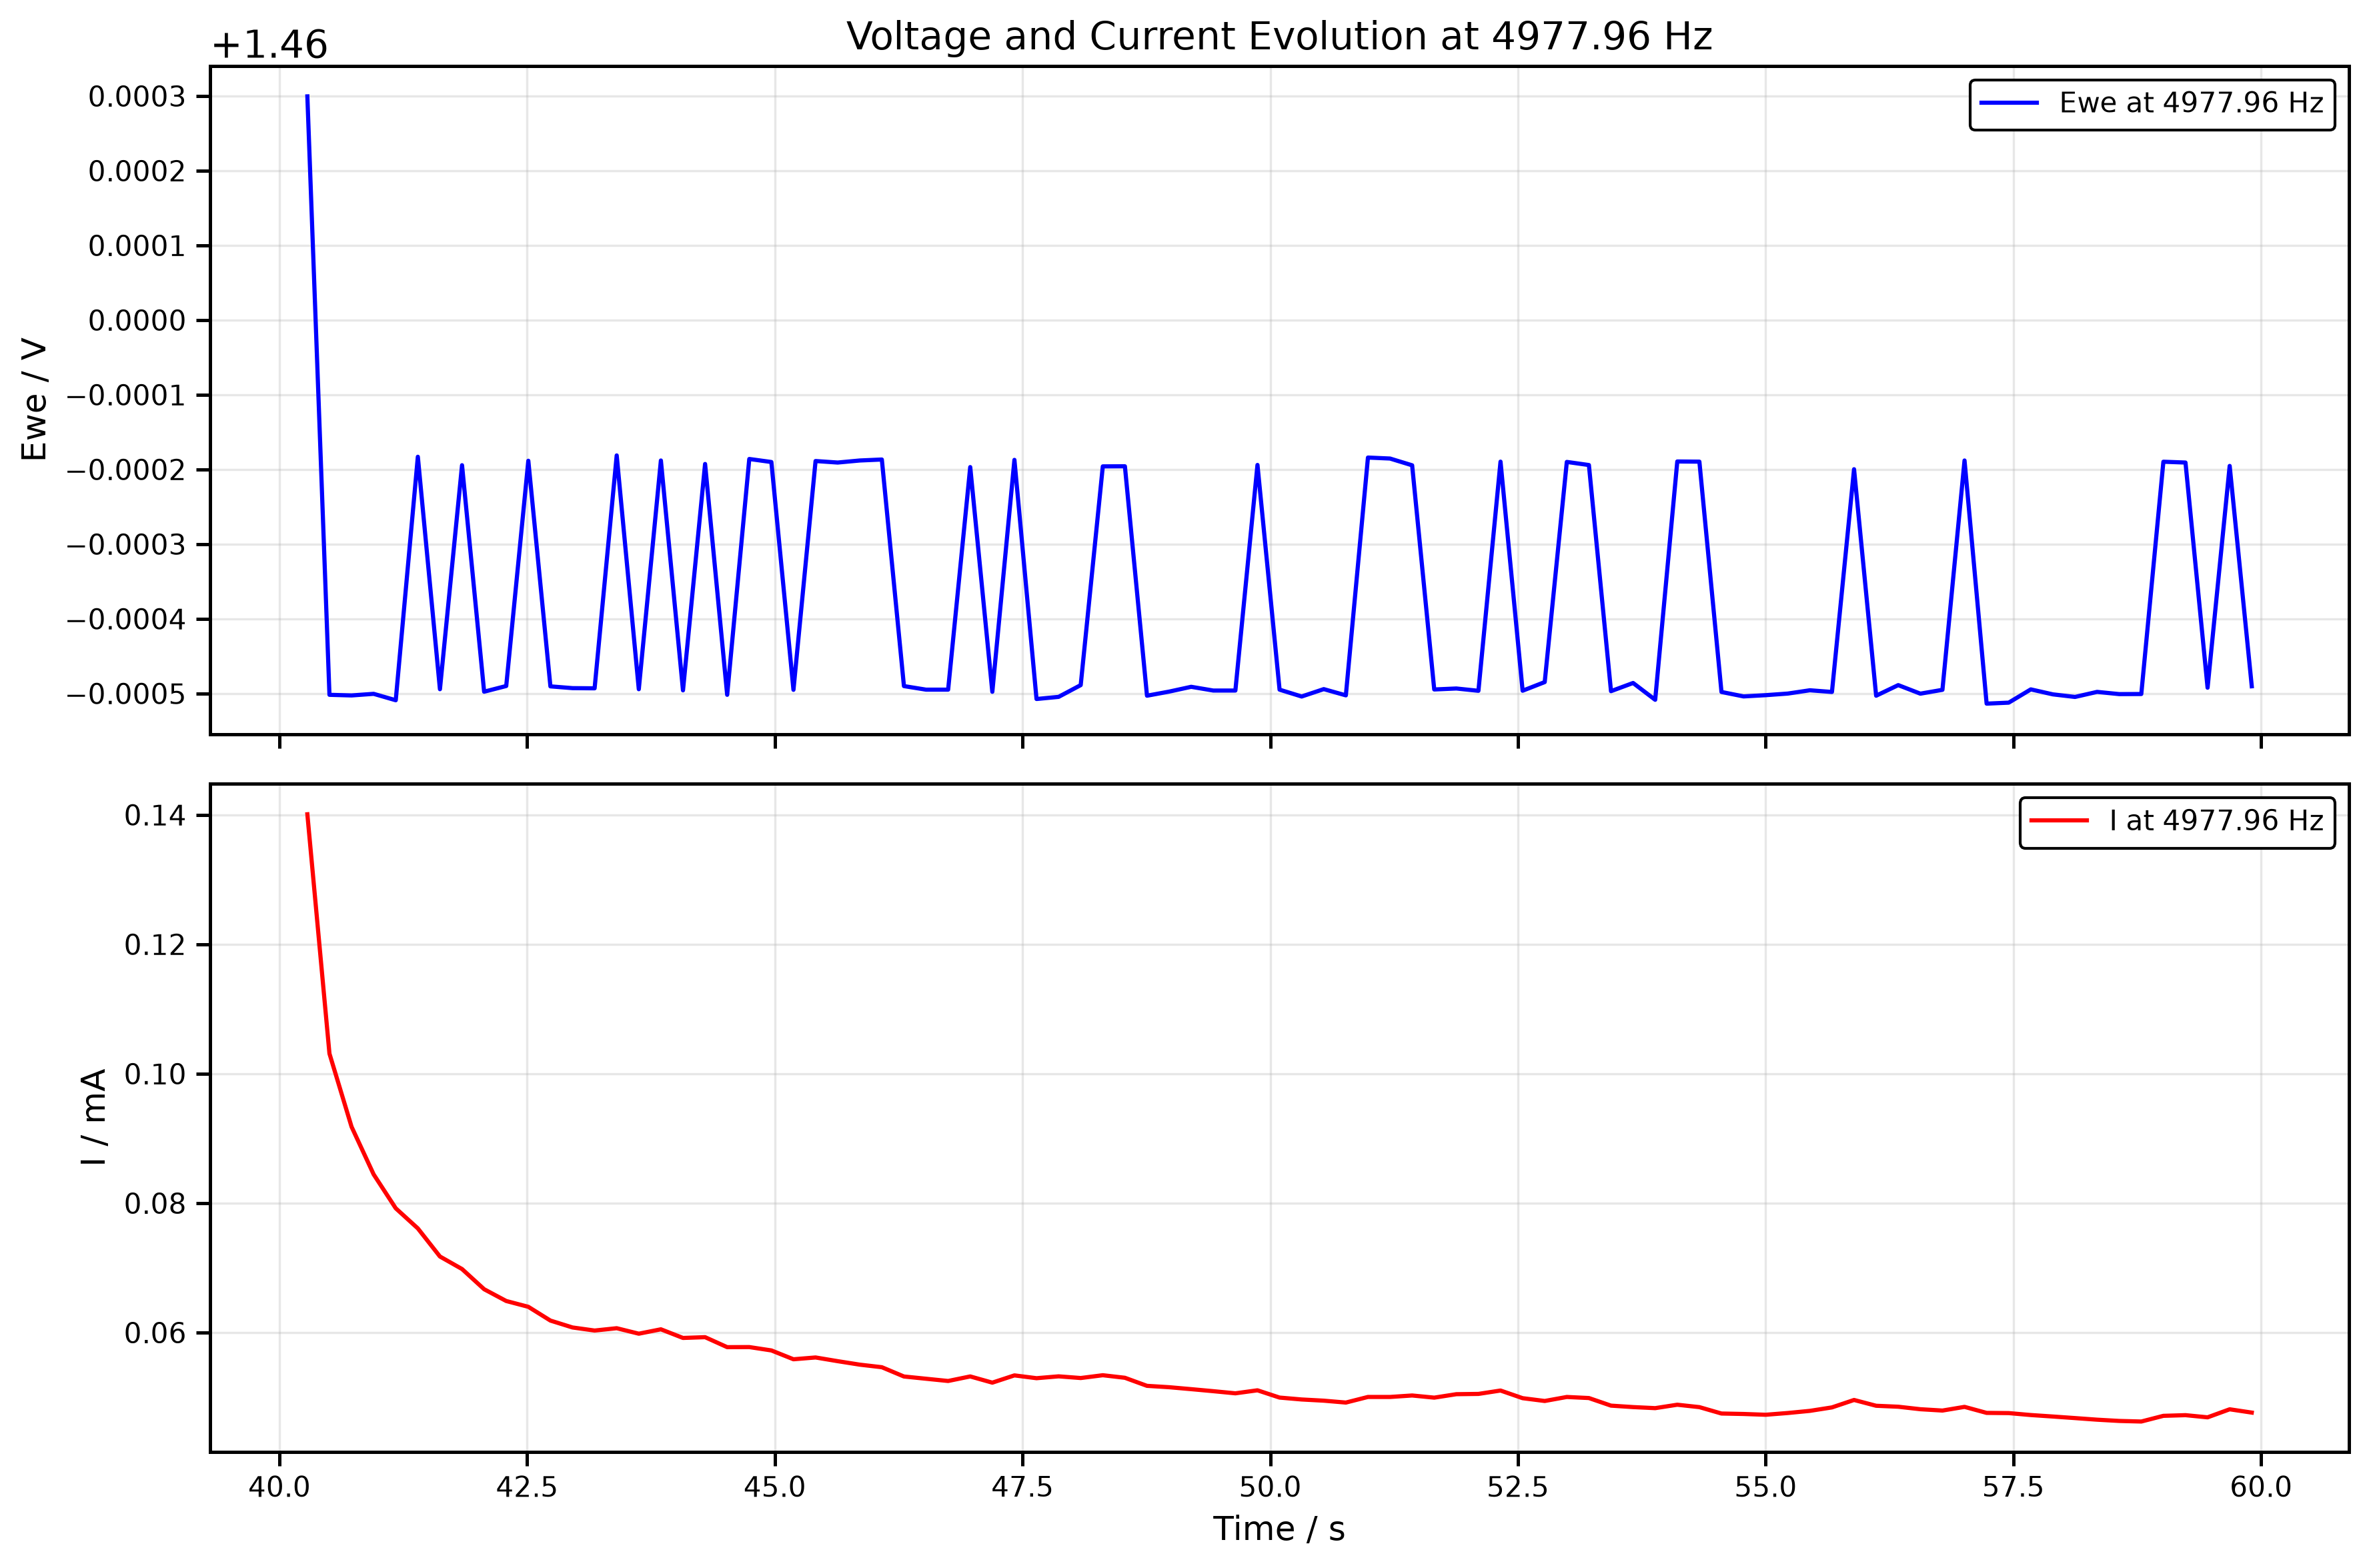 Voltage and Current Evolution at 4977.96 Hz
+1.46
0.0003
0.0002
0.0001
0.0000
−0.0001
−0.0002
−0.0003
−0.0004
−0.0005
Ewe / V
Ewe at 4977.96 Hz
0.14
0.12
0.10
0.08
0.06
I / mA
I at 4977.96 Hz
40.0 42.5 45.0 47.5 50.0 52.5 55.0 57.5 60.0
Time / s